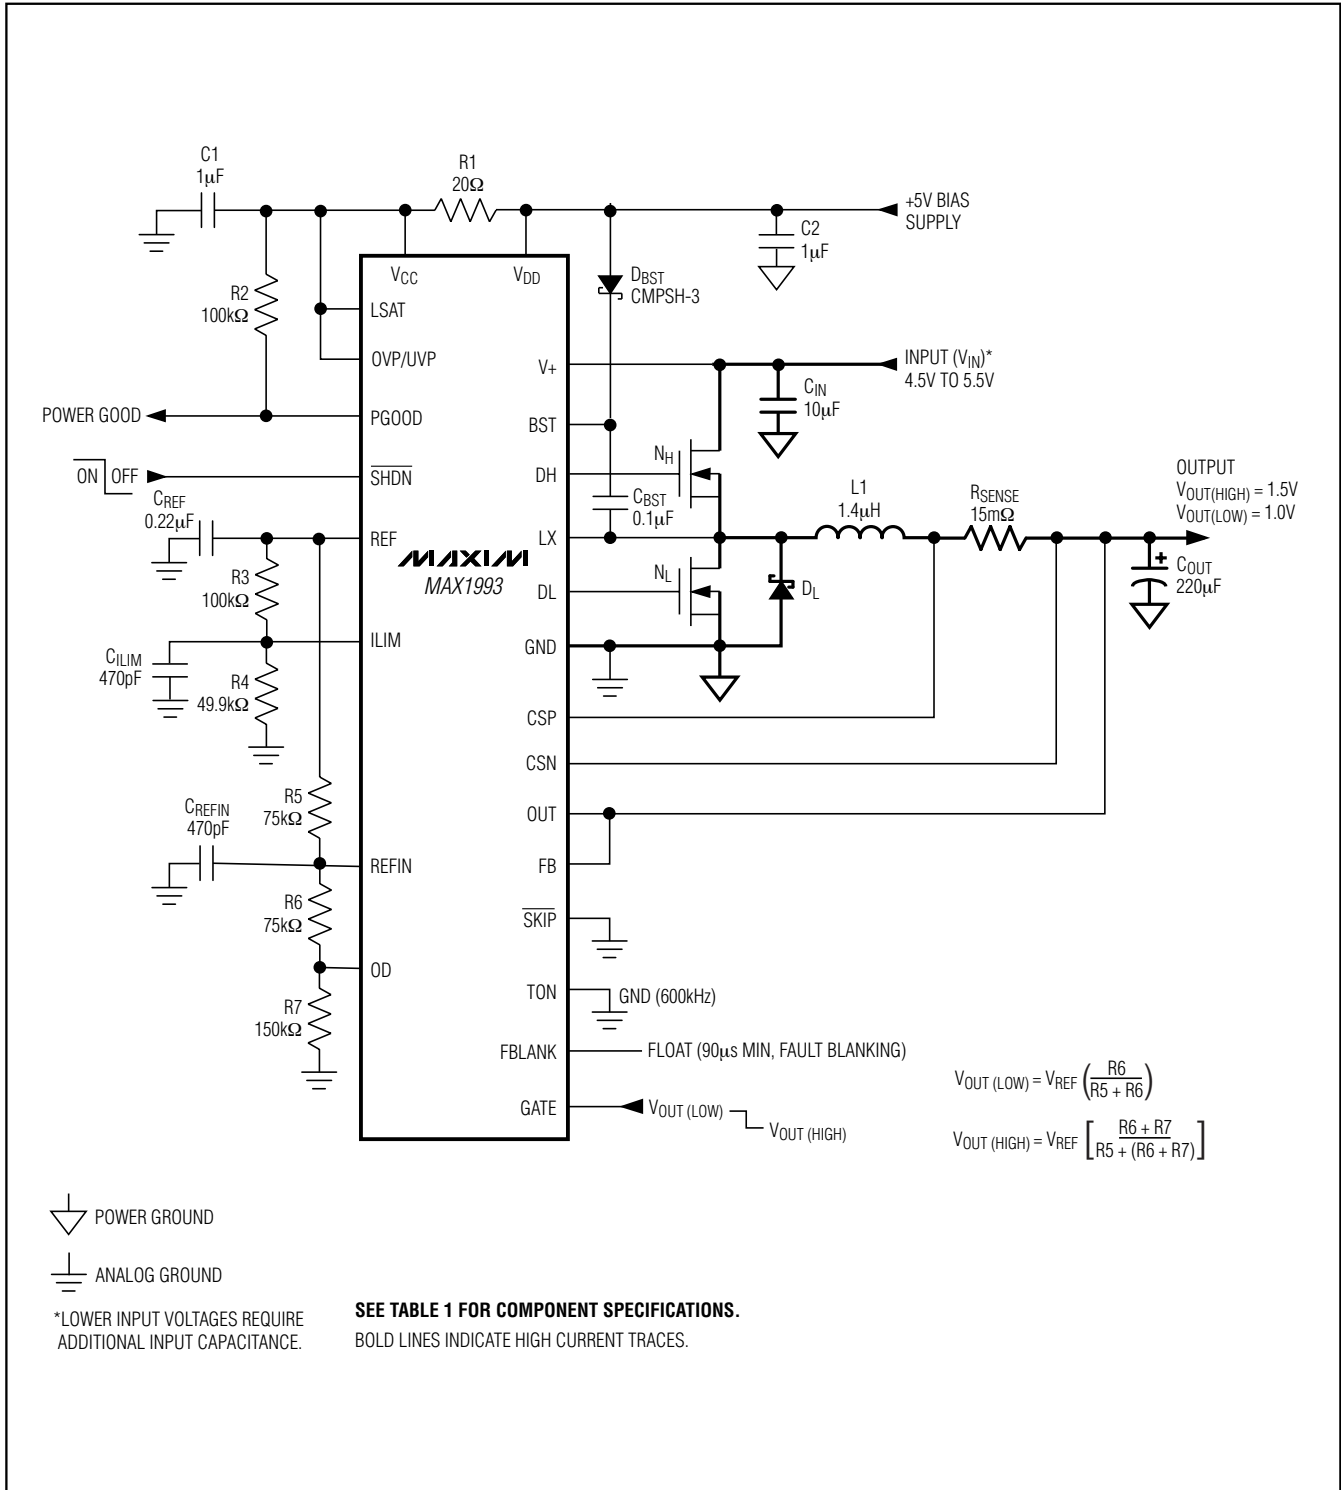 C1
1µF
R1
20Ω
+5V BIAS
SUPPLY
C2
1µF
VCC
VDD
DBST
CMPSH-3
R2
100kΩ
LSAT
OVP/UVP
V+
INPUT (VIN)*
4.5V TO 5.5V
CIN
10µF
POWER GOOD
PGOOD
BST
ON OFF
SHDN
DH
NH
CBST
0.1µF
L1
1.4µH
RSENSE
15mΩ
OUTPUT
VOUT(HIGH) = 1.5V
VOUT(LOW) = 1.0V
CREF
0.22µF
REF
LX
MAXIM
MAX1993
R3
100kΩ
DL
NL
DL
COUT
220µF
ILIM
GND
CILIM
470pF
R4
49.9kΩ
CSP
CSN
R5
75kΩ
OUT
CREFIN
470pF
REFIN
FB
R6
75kΩ
SKIP
OD
TON
GND (600kHz)
R7
150kΩ
FBLANK
FLOAT (90µs MIN, FAULT BLANKING)
GATE
VOUT (LOW)
VOUT (HIGH)
VOUT (LOW) = VREF (R6 / R5 + R6)
VOUT (HIGH) = VREF [R6 + R7 / R5 + (R6 + R7)]
POWER GROUND
ANALOG GROUND
*LOWER INPUT VOLTAGES REQUIRE
ADDITIONAL INPUT CAPACITANCE.
SEE TABLE 1 FOR COMPONENT SPECIFICATIONS.
BOLD LINES INDICATE HIGH CURRENT TRACES.